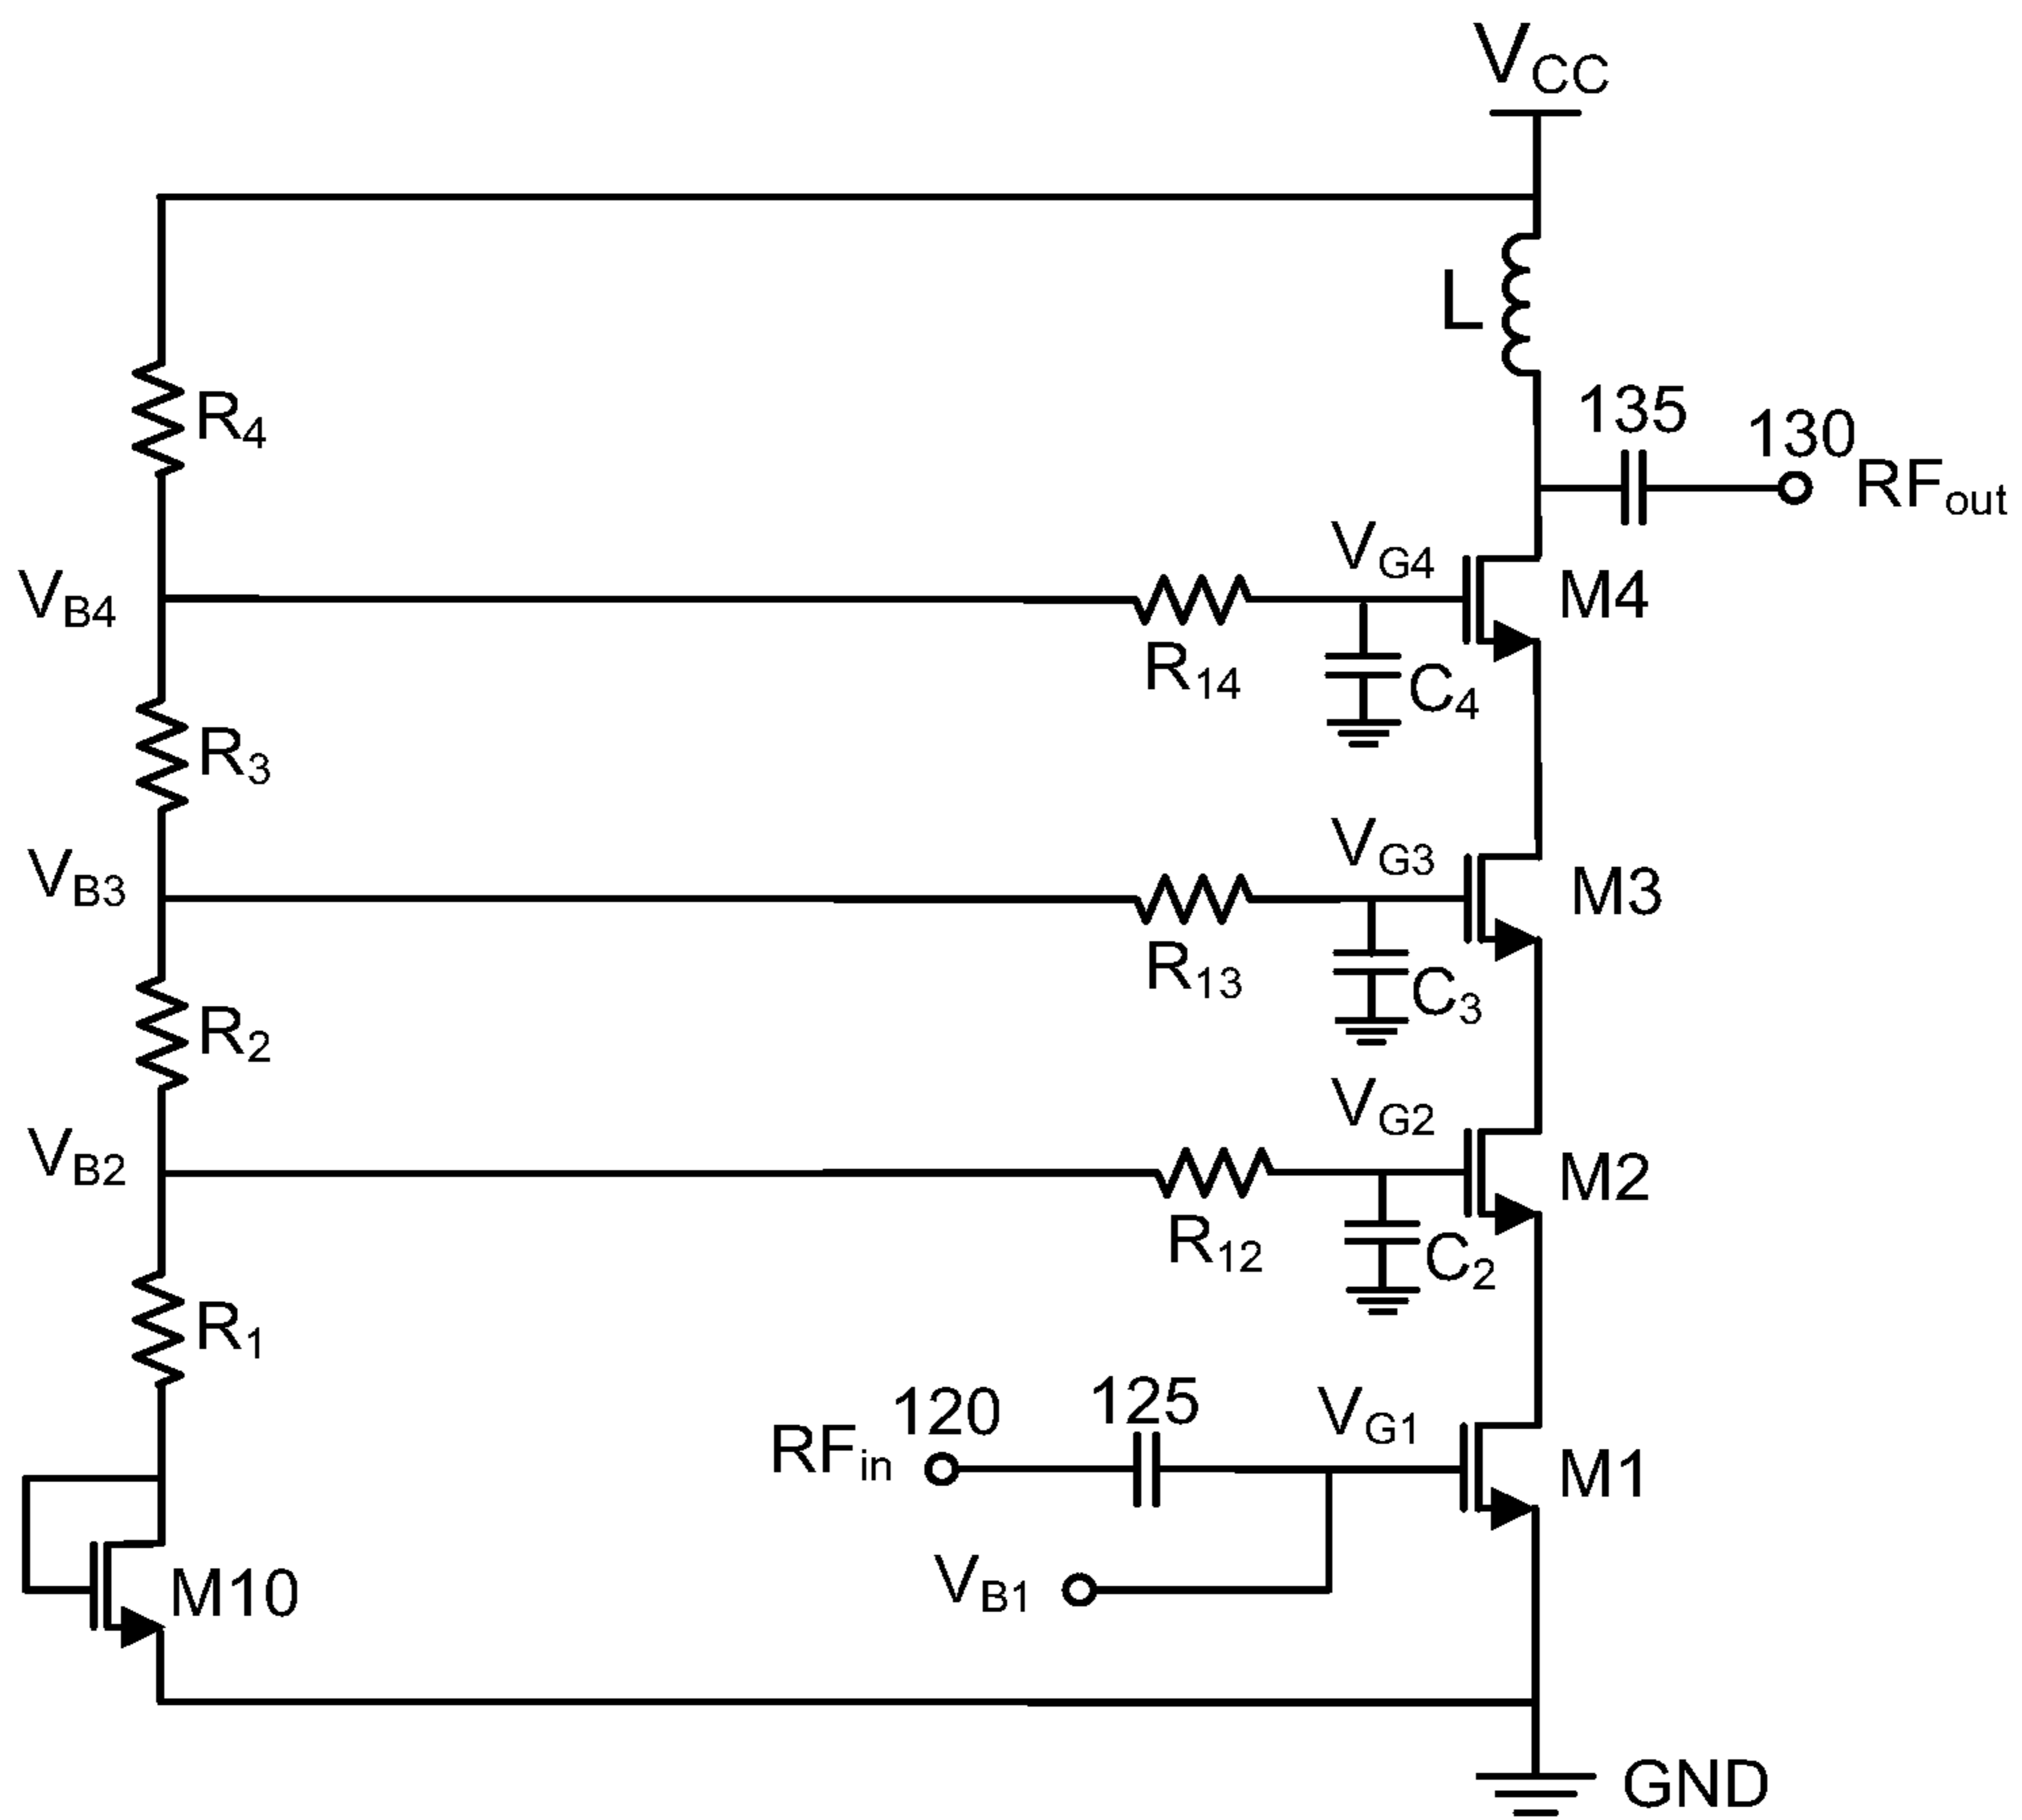 VCC
L
135
130
RFout
R4
VG4
M4
VB4
R14
C4
R3
VG3
M3
VB3
R13
C3
R2
VG2
M2
VB2
R12
C2
R1
120
125
VG1
RFin
M1
VB1
M10
GND